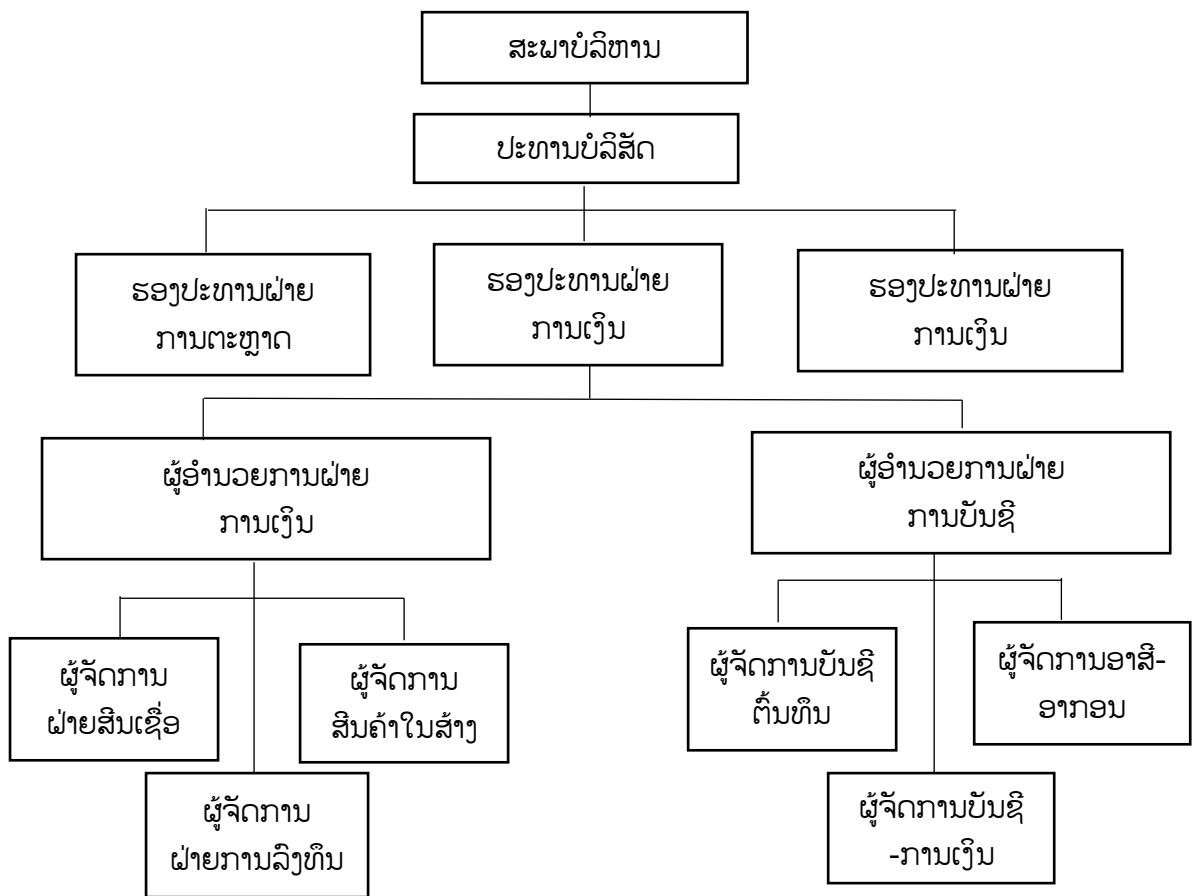 ສະພາບໍລິຫານ
ປະທານບໍລິສັດ
ຮອງປະທານຝ່າຍ
ການຕະຫຼາດ
ຮອງປະທານຝ່າຍ
ການເງິນ
ຮອງປະທານຝ່າຍ
ການເງິນ
ຜູ້ອໍານວຍການຝ່າຍ
ການເງິນ
ຜູ້ອໍານວຍການຝ່າຍ
ການບັນຊີ
ຜູ້ຈັດການ
ຝ່າຍສີນເຊື່ອ
ຜູ້ຈັດການ
ສີນຄ້າໃນສ້າງ
ຜູ້ຈັດການບັນຊີ
ຕົ້ນທຶນ
ຜູ້ຈັດການອາສີ-
ອາກອນ
ຜູ້ຈັດການ
ຝ່າຍການລົງທຶນ
ຜູ້ຈັດການບັນຊີ
-ການເງິນ